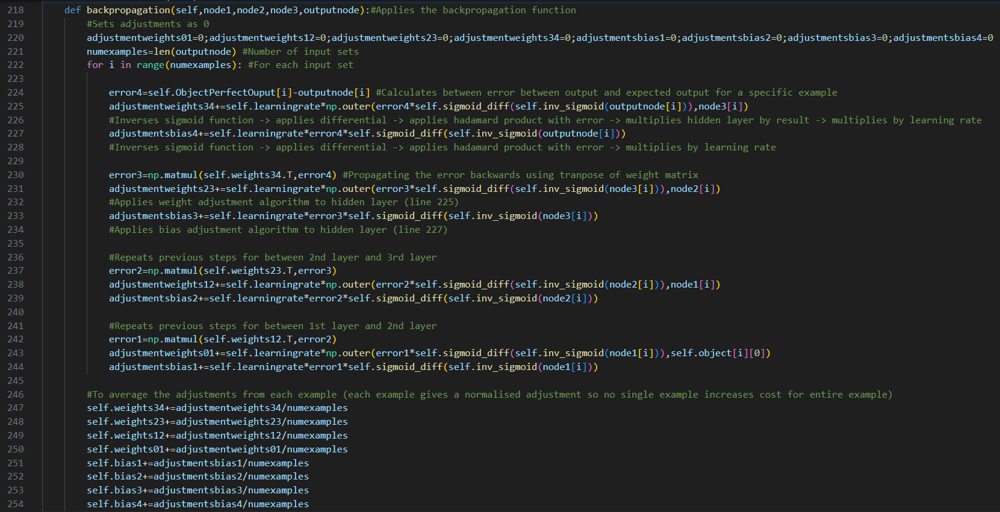 218 def backpropagation(self,node1,node2,node3,outputnode):#Applies the backpropagation function
219 #Sets adjustments as 0
220 adjustmentweights01=0;adjustmentweights12=0;adjustmentweights23=0;adjustmentweights34=0;adjustmentsbias1=0;adjustmentsbias2=0;adjustmentsbias3=0;adjustmentsbias4=0
221 numexamples=len(outputnode) #Number of input sets
222 for i in range(numexamples): #For each input set
223
224 error4=self.ObjectPerfectOuput[i]-outputnode[i] #Calculates between error between output and expected output for a specific example
225 adjustmentweights34+=self.learningrate*np.outer(error4*self.sigmoid_diff(self.inv_sigmoid(outputnode[i])),node3[i])
226 #Inverses sigmoid function -> applies differential -> applies hadamard product with error -> multiplies hidden layer by result -> multiplies by learning rate
227 adjustmentsbias4+=self.learningrate*error4*self.sigmoid_diff(self.inv_sigmoid(outputnode[i]))
228 #Inverses sigmoid function -> applies differential -> applies hadamard product with error -> multiplies by learning rate
229
230 error3=np.matmul(self.weights34.T,error4) #Propagating the error backwards using tranpose of weight matrix
231 adjustmentweights23+=self.learningrate*np.outer(error3*self.sigmoid_diff(self.inv_sigmoid(node3[i])),node2[i])
232 #Applies weight adjustment algorithm to hidden layer (line 225)
233 adjustmentsbias3+=self.learningrate*error3*self.sigmoid_diff(self.inv_sigmoid(node3[i]))
234 #Applies bias adjustment algorithm to hidden layer (line 227)
235
236 #Repeats previous steps for between 2nd layer and 3rd layer
237 error2=np.matmul(self.weights23.T,error3)
238 adjustmentweights12+=self.learningrate*np.outer(error2*self.sigmoid_diff(self.inv_sigmoid(node2[i])),node1[i])
239 adjustmentsbias2+=self.learningrate*error2*self.sigmoid_diff(self.inv_sigmoid(node2[i]))
240
241 #Repeats previous steps for between 1st layer and 2nd layer
242 error1=np.matmul(self.weights12.T,error2)
243 adjustmentweights01+=self.learningrate*np.outer(error1*self.sigmoid_diff(self.inv_sigmoid(node1[i])),self.object[i][0])
244 adjustmentsbias1+=self.learningrate*error1*self.sigmoid_diff(self.inv_sigmoid(node1[i]))
245
246 #To average the adjustments from each example (each example gives a normalised adjustment so no single example increases cost for entire example)
247 self.weights34+=adjustmentweights34/numexamples
248 self.weights23+=adjustmentweights23/numexamples
249 self.weights12+=adjustmentweights12/numexamples
250 self.weights01+=adjustmentweights01/numexamples
251 self.bias1+=adjustmentsbias1/numexamples
252 self.bias2+=adjustmentsbias2/numexamples
253 self.bias3+=adjustmentsbias3/numexamples
254 self.bias4+=adjustmentsbias4/numexamples